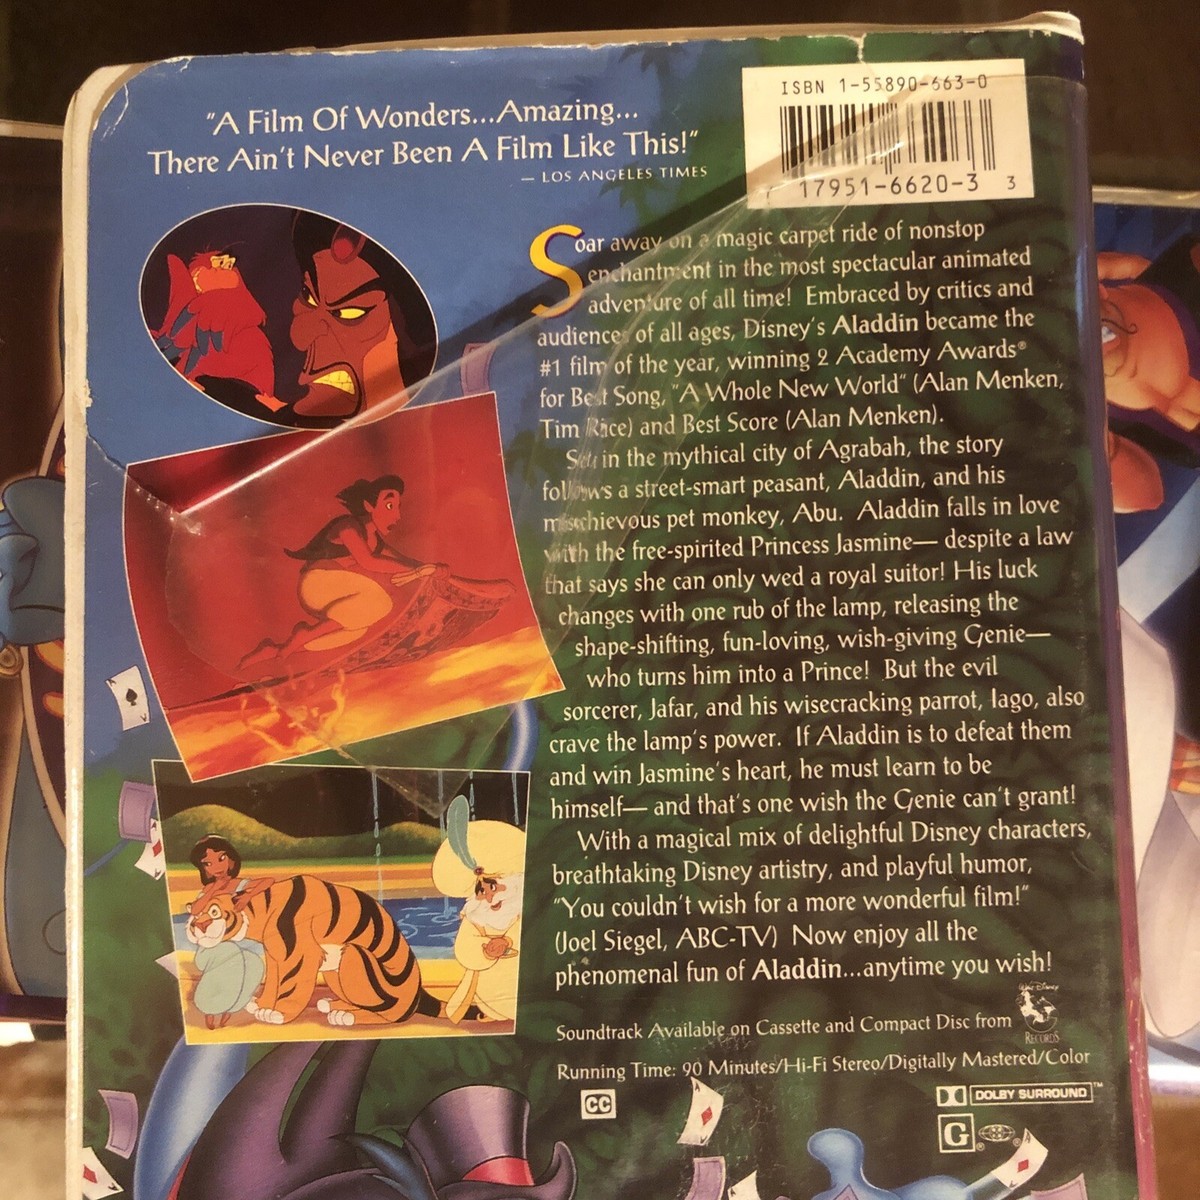 "A Film Of Wonders...Amazing...
There Ain't Never Been A Film Like This!"
— LOS ANGELES TIMES
ISBN 1-55890-663-0
7 17951-6620-3 3
Soar away on a magic carpet ride of nonstop
enchantment in the most spectacular animated
adventure of all time! Embraced by critics and
audiences of all ages, Disney's Aladdin became the
#1 film of the year, winning 2 Academy Awards®
for Best Song, "A Whole New World" (Alan Menken,
Tim Rice) and Best Score (Alan Menken).
Set in the mythical city of Agrabah, the story
follows a street-smart peasant, Aladdin, and his
mischievous pet monkey, Abu. Aladdin falls in love
with the free-spirited Princess Jasmine— despite a law
that says she can only wed a royal suitor! His luck
changes with one rub of the lamp, releasing the
shape-shifting, fun-loving, wish-giving Genie—
who turns him into a Prince! But the evil
sorcerer, Jafar, and his wisecracking parrot, Iago, also
crave the lamp's power. If Aladdin is to defeat them
and win Jasmine's heart, he must learn to be
himself— and that's one wish the Genie can't grant!
With a magical mix of delightful Disney characters,
breathtaking Disney artistry, and playful humor,
"You couldn't wish for a more wonderful film!"
(Joel Siegel, ABC-TV) Now enjoy all the
phenomenal fun of Aladdin...anytime you wish!
Soundtrack Available on Cassette and Compact Disc from
Walt Disney
RECORDS
Running Time: 90 Minutes/Hi-Fi Stereo/Digitally Mastered/Color
CC
DOLBY SURROUND™
G®